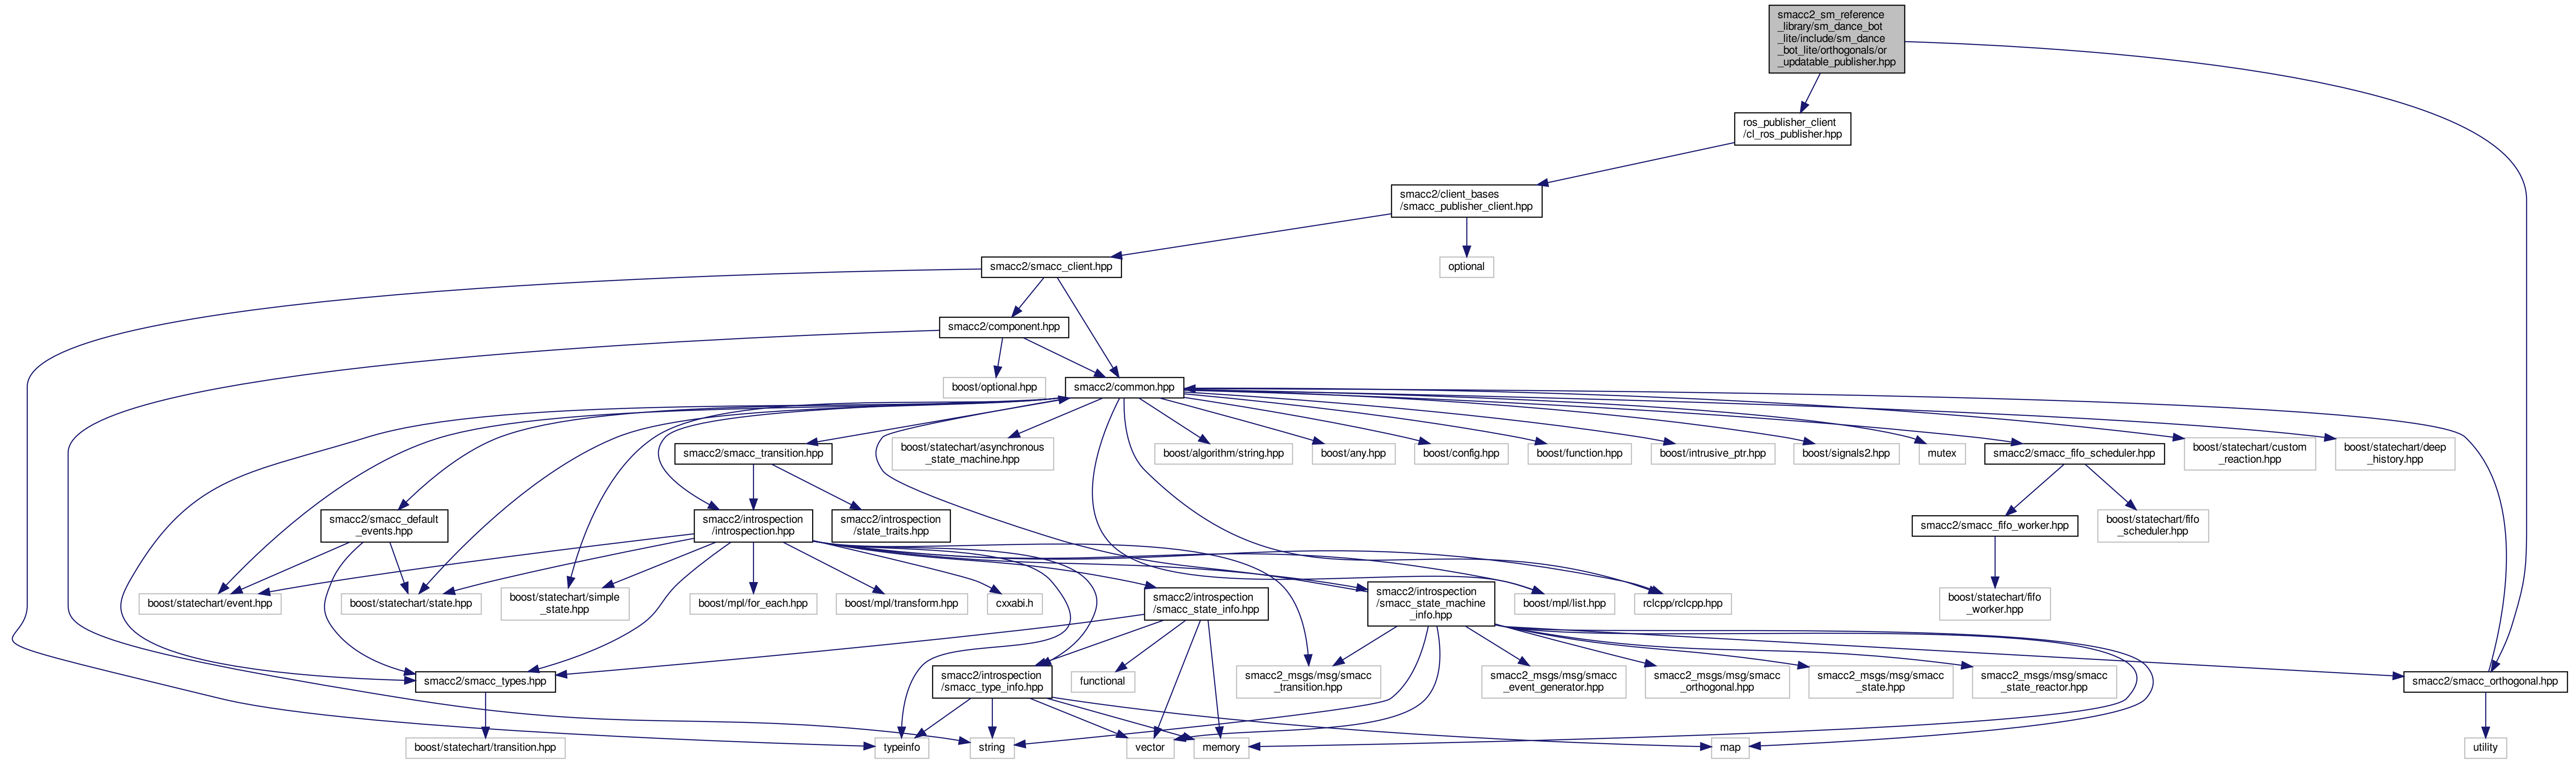 smacc2_sm_reference
_library/sm_dance_bot
_lite/include/sm_dance
_bot_lite/orthogonals/or
_updatable_publisher.hpp
ros_publisher_client
/cl_ros_publisher.hpp
smacc2/client_bases
/smacc_publisher_client.hpp
smacc2/smacc_client.hpp
optional
smacc2/component.hpp
boost/optional.hpp
smacc2/common.hpp
smacc2/smacc_transition.hpp
boost/statechart/asynchronous
_state_machine.hpp
boost/algorithm/string.hpp
boost/any.hpp
boost/config.hpp
boost/function.hpp
boost/intrusive_ptr.hpp
boost/signals2.hpp
mutex
smacc2/smacc_fifo_scheduler.hpp
boost/statechart/custom
_reaction.hpp
boost/statechart/deep
_history.hpp
smacc2/smacc_default
_events.hpp
smacc2/introspection
/introspection.hpp
smacc2/introspection
/state_traits.hpp
smacc2/smacc_fifo_worker.hpp
boost/statechart/fifo
_scheduler.hpp
boost/statechart/event.hpp
boost/statechart/state.hpp
boost/statechart/simple
_state.hpp
boost/mpl/for_each.hpp
boost/mpl/transform.hpp
cxxabi.h
smacc2/introspection
/smacc_state_info.hpp
smacc2/introspection
/smacc_state_machine
_info.hpp
boost/mpl/list.hpp
rclcpp/rclcpp.hpp
boost/statechart/fifo
_worker.hpp
smacc2/smacc_types.hpp
smacc2/introspection
/smacc_type_info.hpp
functional
smacc2_msgs/msg/smacc
_transition.hpp
smacc2_msgs/msg/smacc
_event_generator.hpp
smacc2_msgs/msg/smacc
_orthogonal.hpp
smacc2_msgs/msg/smacc
_state.hpp
smacc2_msgs/msg/smacc
_state_reactor.hpp
smacc2/smacc_orthogonal.hpp
boost/statechart/transition.hpp
typeinfo
string
vector
memory
map
utility